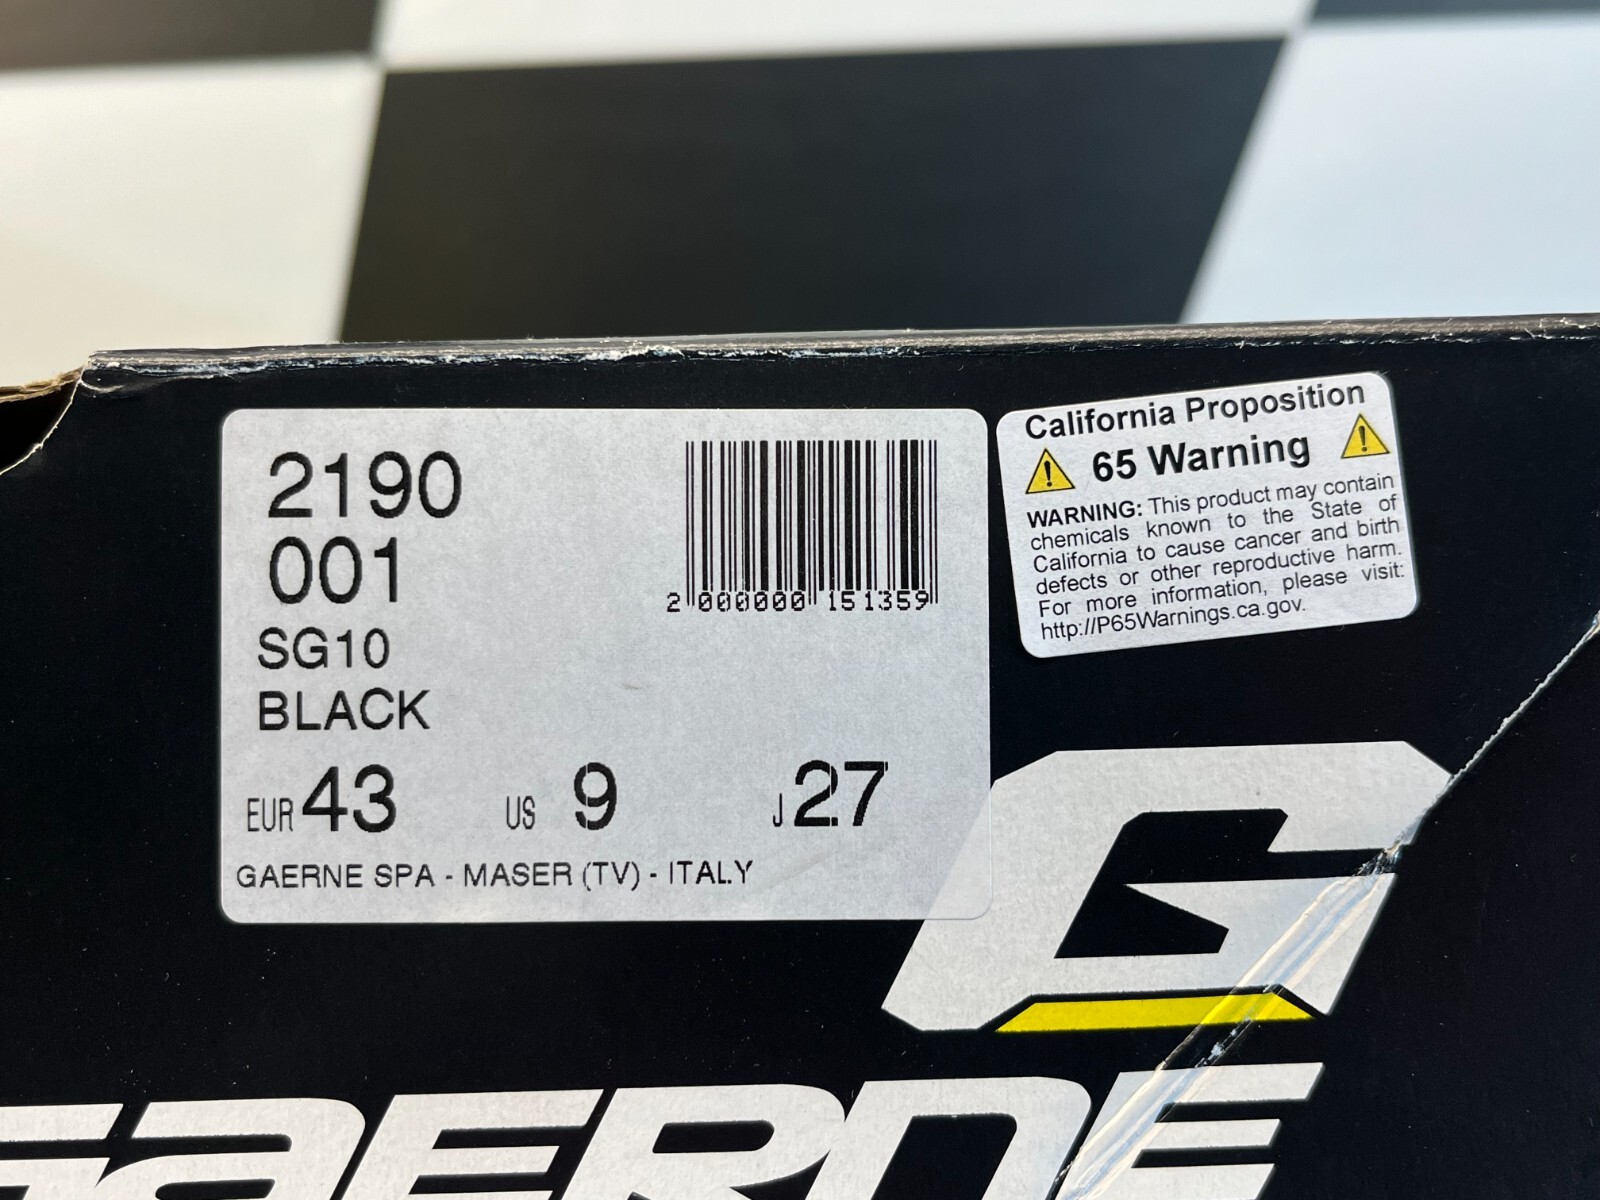 2190
001
SG10
BLACK
2 000000 151359
EUR 43 US 9 J 27
GAERNE SPA - MASER (TV) - ITALY
California Proposition
65 Warning
WARNING: This product may contain
chemicals known to the State of
California to cause cancer and birth
defects or other reproductive harm.
For more information, please visit:
http://P65Warnings.ca.gov.
G
GAERNE